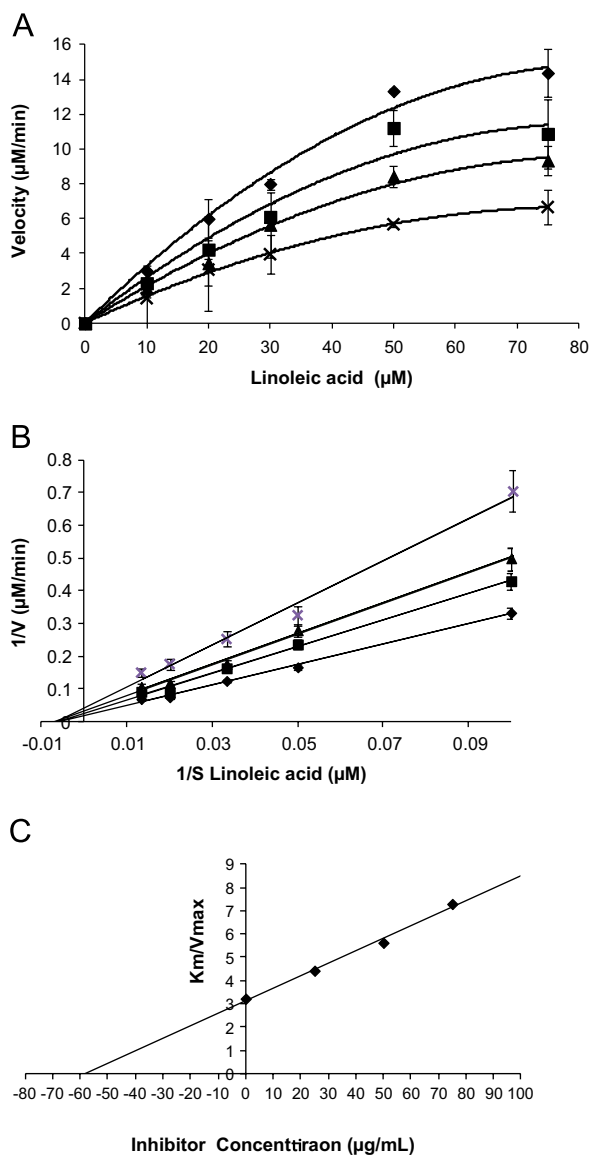 A
16
14
12
10
8
6
4
2
0
Velocity (µM/min)
0 10 20 30 40 50 60 70 80
Linoleic acid (µM)
B
0.8
0.7
0.6
0.5
0.4
0.3
0.2
0.1
0
1/V (µM/min)
-0.01 0.01 0.03 0.05 0.07 0.09
1/S Linoleic acid (µM)
C
9
8
7
6
5
4
3
2
1
0
Km/Vmax
-80 -70 -60 -50 -40 -30 -20 -10 0 10 20 30 40 50 60 70 80 90 100
Inhibitor Concenttiraon (µg/mL)